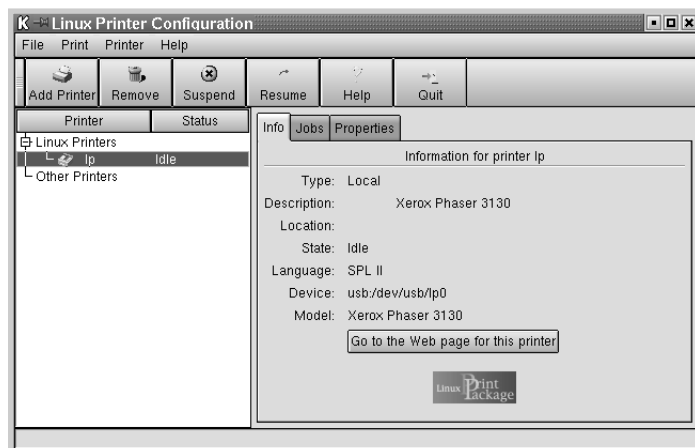 K Linux Printer Configuration
File Print Printer Help
Add Printer Remove Suspend Resume Help Quit
Printer Status
Linux Printers
lp Idle
Other Printers
Info Jobs Properties
Information for printer lp
Type: Local
Description: Xerox Phaser 3130
Location:
State: Idle
Language: SPL II
Device: usb:/dev/usb/lp0
Model: Xerox Phaser 3130
Go to the Web page for this printer
Linux Print Package